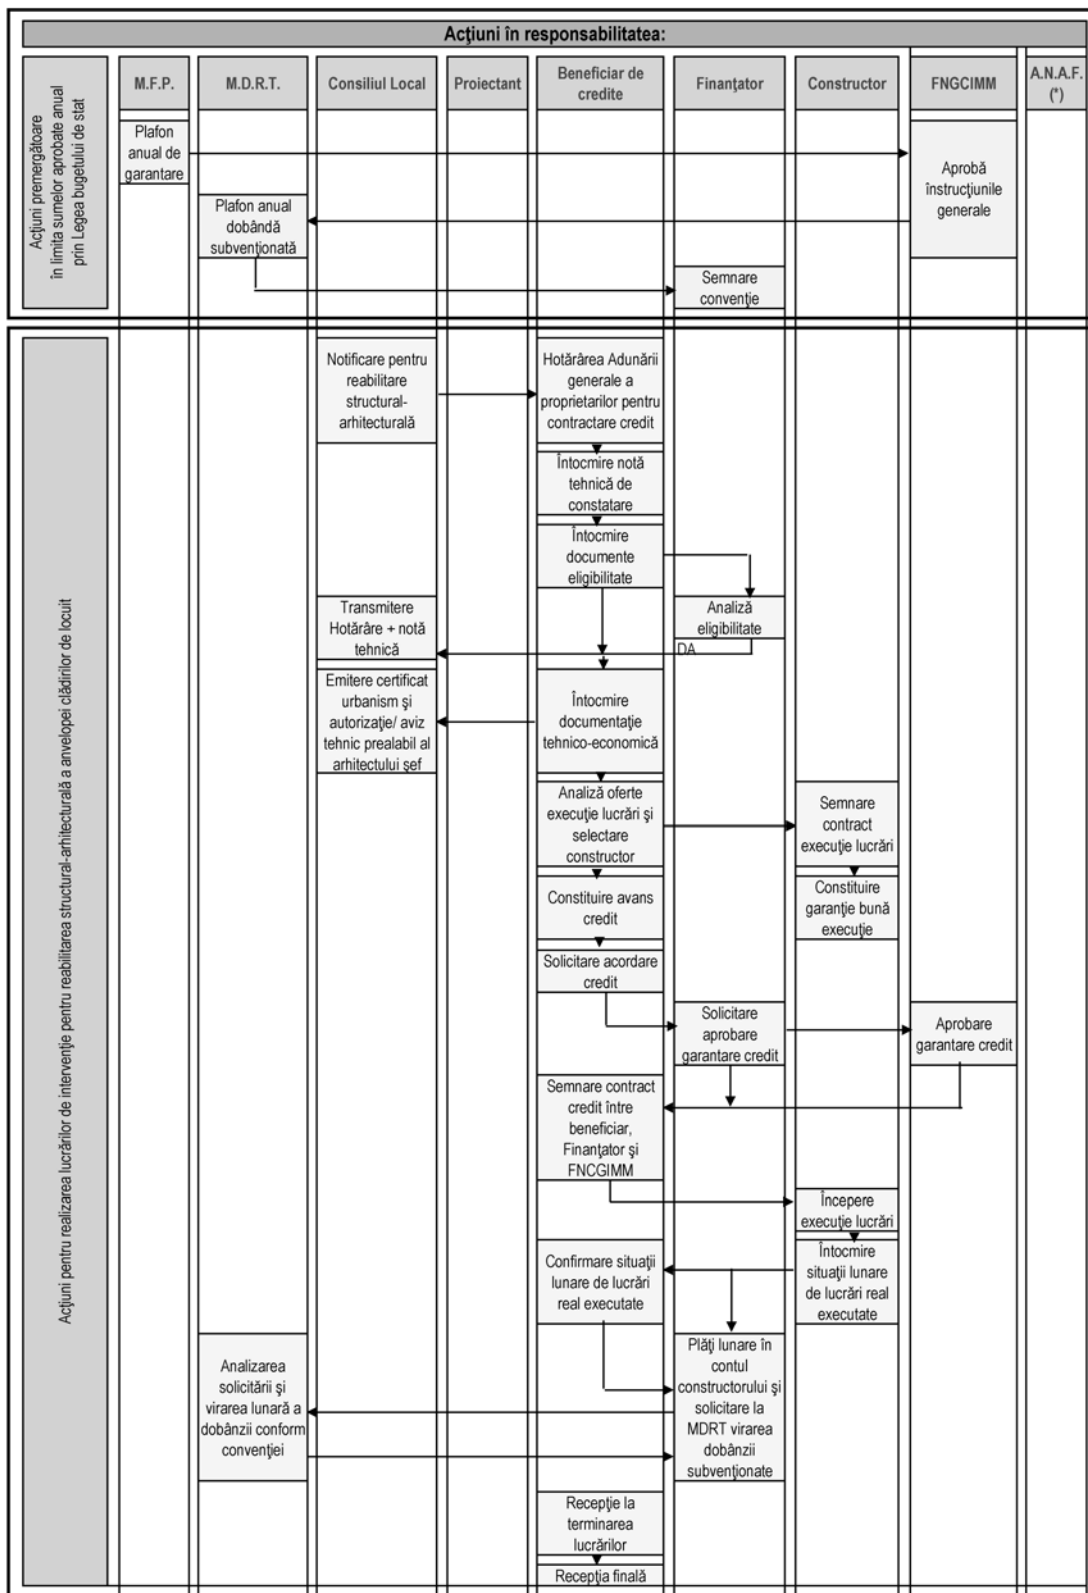 Acţiuni în responsabilitatea:
M.F.P.
M.D.R.T.
Consiliul Local
Proiectant
Beneficiar de
credite
Finanţator
Constructor
FNGCIMM
A.N.A.F.
(*)
Acţiuni premergătoare
în limita sumelor aprobate anual
prin Legea bugetului de stat
Plafon
anual de
garantare
Aprobă
înstrucţiunile
generale
Plafon anual
dobândă
subvenţionată
Semnare
convenţie
Acţiuni pentru realizarea lucrărilor de intervenţie pentru reabilitarea structural-arhitecturală a anvelopei clădirilor de locuit
Notificare pentru
reabilitare
structural-
arhitecturală
Hotărârea Adunării
generale a
proprietarilor pentru
contractare credit
Întocmire notă
tehnică de
constatare
Întocmire
documente
eligibilitate
Transmitere
Hotărâre + notă
tehnică
Analiză
eligibilitate
DA
Emitere certificat
urbanism şi
autorizaţie/ aviz
tehnic prealabil al
arhitectului şef
Întocmire
documentaţie
tehnico-economică
Analiză oferte
execuţie lucrări şi
selectare
constructor
Semnare
contract
execuţie lucrări
Constituire avans
credit
Constituire
garanţie bună
execuţie
Solicitare acordare
credit
Solicitare
aprobare
garantare credit
Aprobare
garantare credit
Semnare contract
credit între
beneficiar,
Finanţator şi
FNCGIMM
Începere
execuţie lucrări
Confirmare situaţii
lunare de lucrări
real executate
Întocmire
situaţii lunare
de lucrări real
executate
Analizarea
solicitării şi
virarea lunară a
dobânzii conform
convenţiei
Plăţi lunare în
contul
constructorului şi
solicitare la
MDRT virarea
dobânzii
subvenţionate
Recepţie la
terminarea
lucrărilor
Recepţia finală